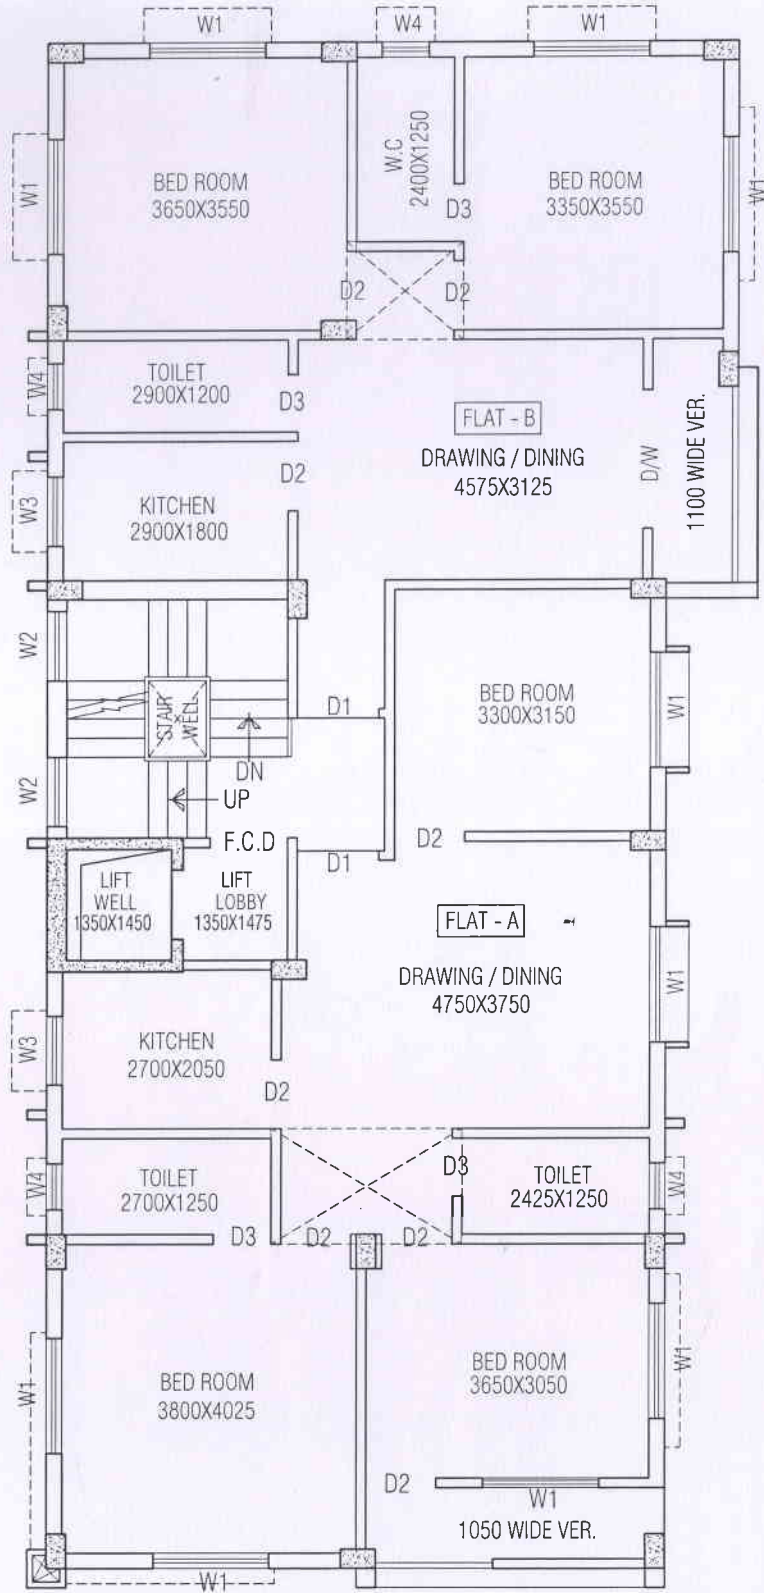 W1
W4
W1
W1
W1
BED ROOM
3650X3550
W.C
2400X1250
BED ROOM
3350X3550
D3
D2
D2
W4
TOILET
2900X1200
D3
FLAT - B
DRAWING / DINING
4575X3125
D/W
1100 WIDE VER.
D2
W3
KITCHEN
2900X1800
W2
BED ROOM
3300X3150
W1
STAIR
WELL
D1
DN
W2
UP
F.C.D
D2
D1
LIFT
WELL
1350X1450
LIFT
LOBBY
1350X1475
FLAT - A
DRAWING / DINING
4750X3750
W1
W3
KITCHEN
2700X2050
D2
W4
TOILET
2700X1250
D3
TOILET
2425X1250
W4
D3
D2
D2
W1
BED ROOM
3800X4025
BED ROOM
3650X3050
W1
D2
W1
1050 WIDE VER.
W1